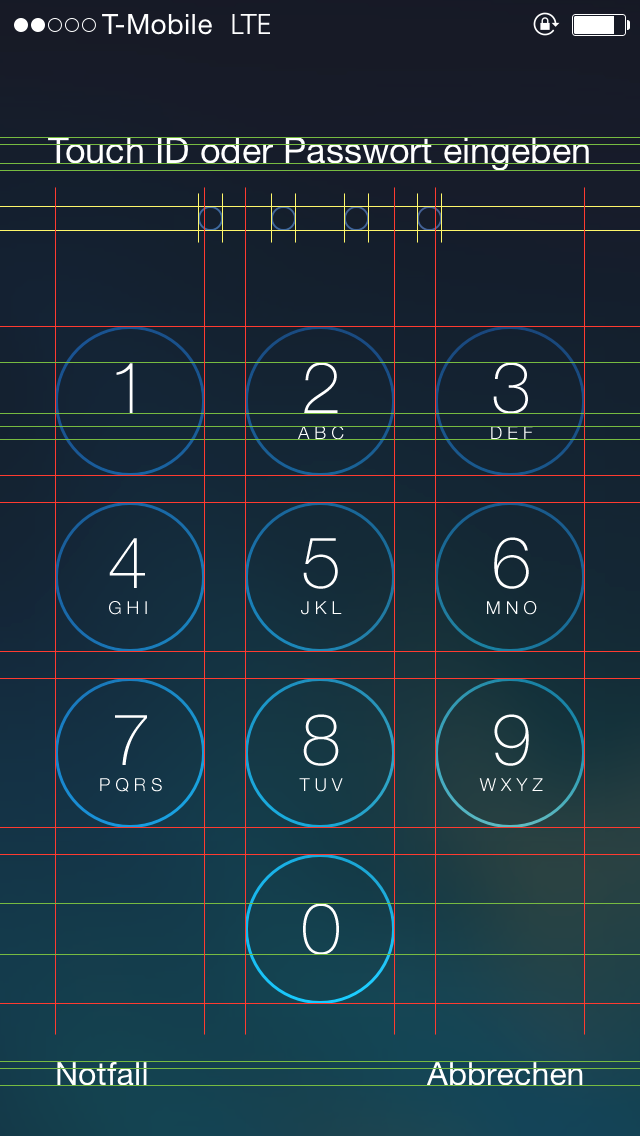 T-Mobile LTE
Touch ID oder Passwort eingeben
1 2 3
ABC DEF
4 5 6
GHI JKL MNO
7 8 9
PQRS TUV WXYZ
0
Notfall Abbrechen